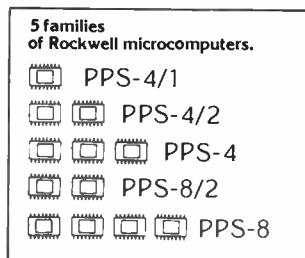 5 families
of Rockwell microcomputers.
PPS-4/1
PPS-4/2
PPS-4
PPS-8/2
PPS-8